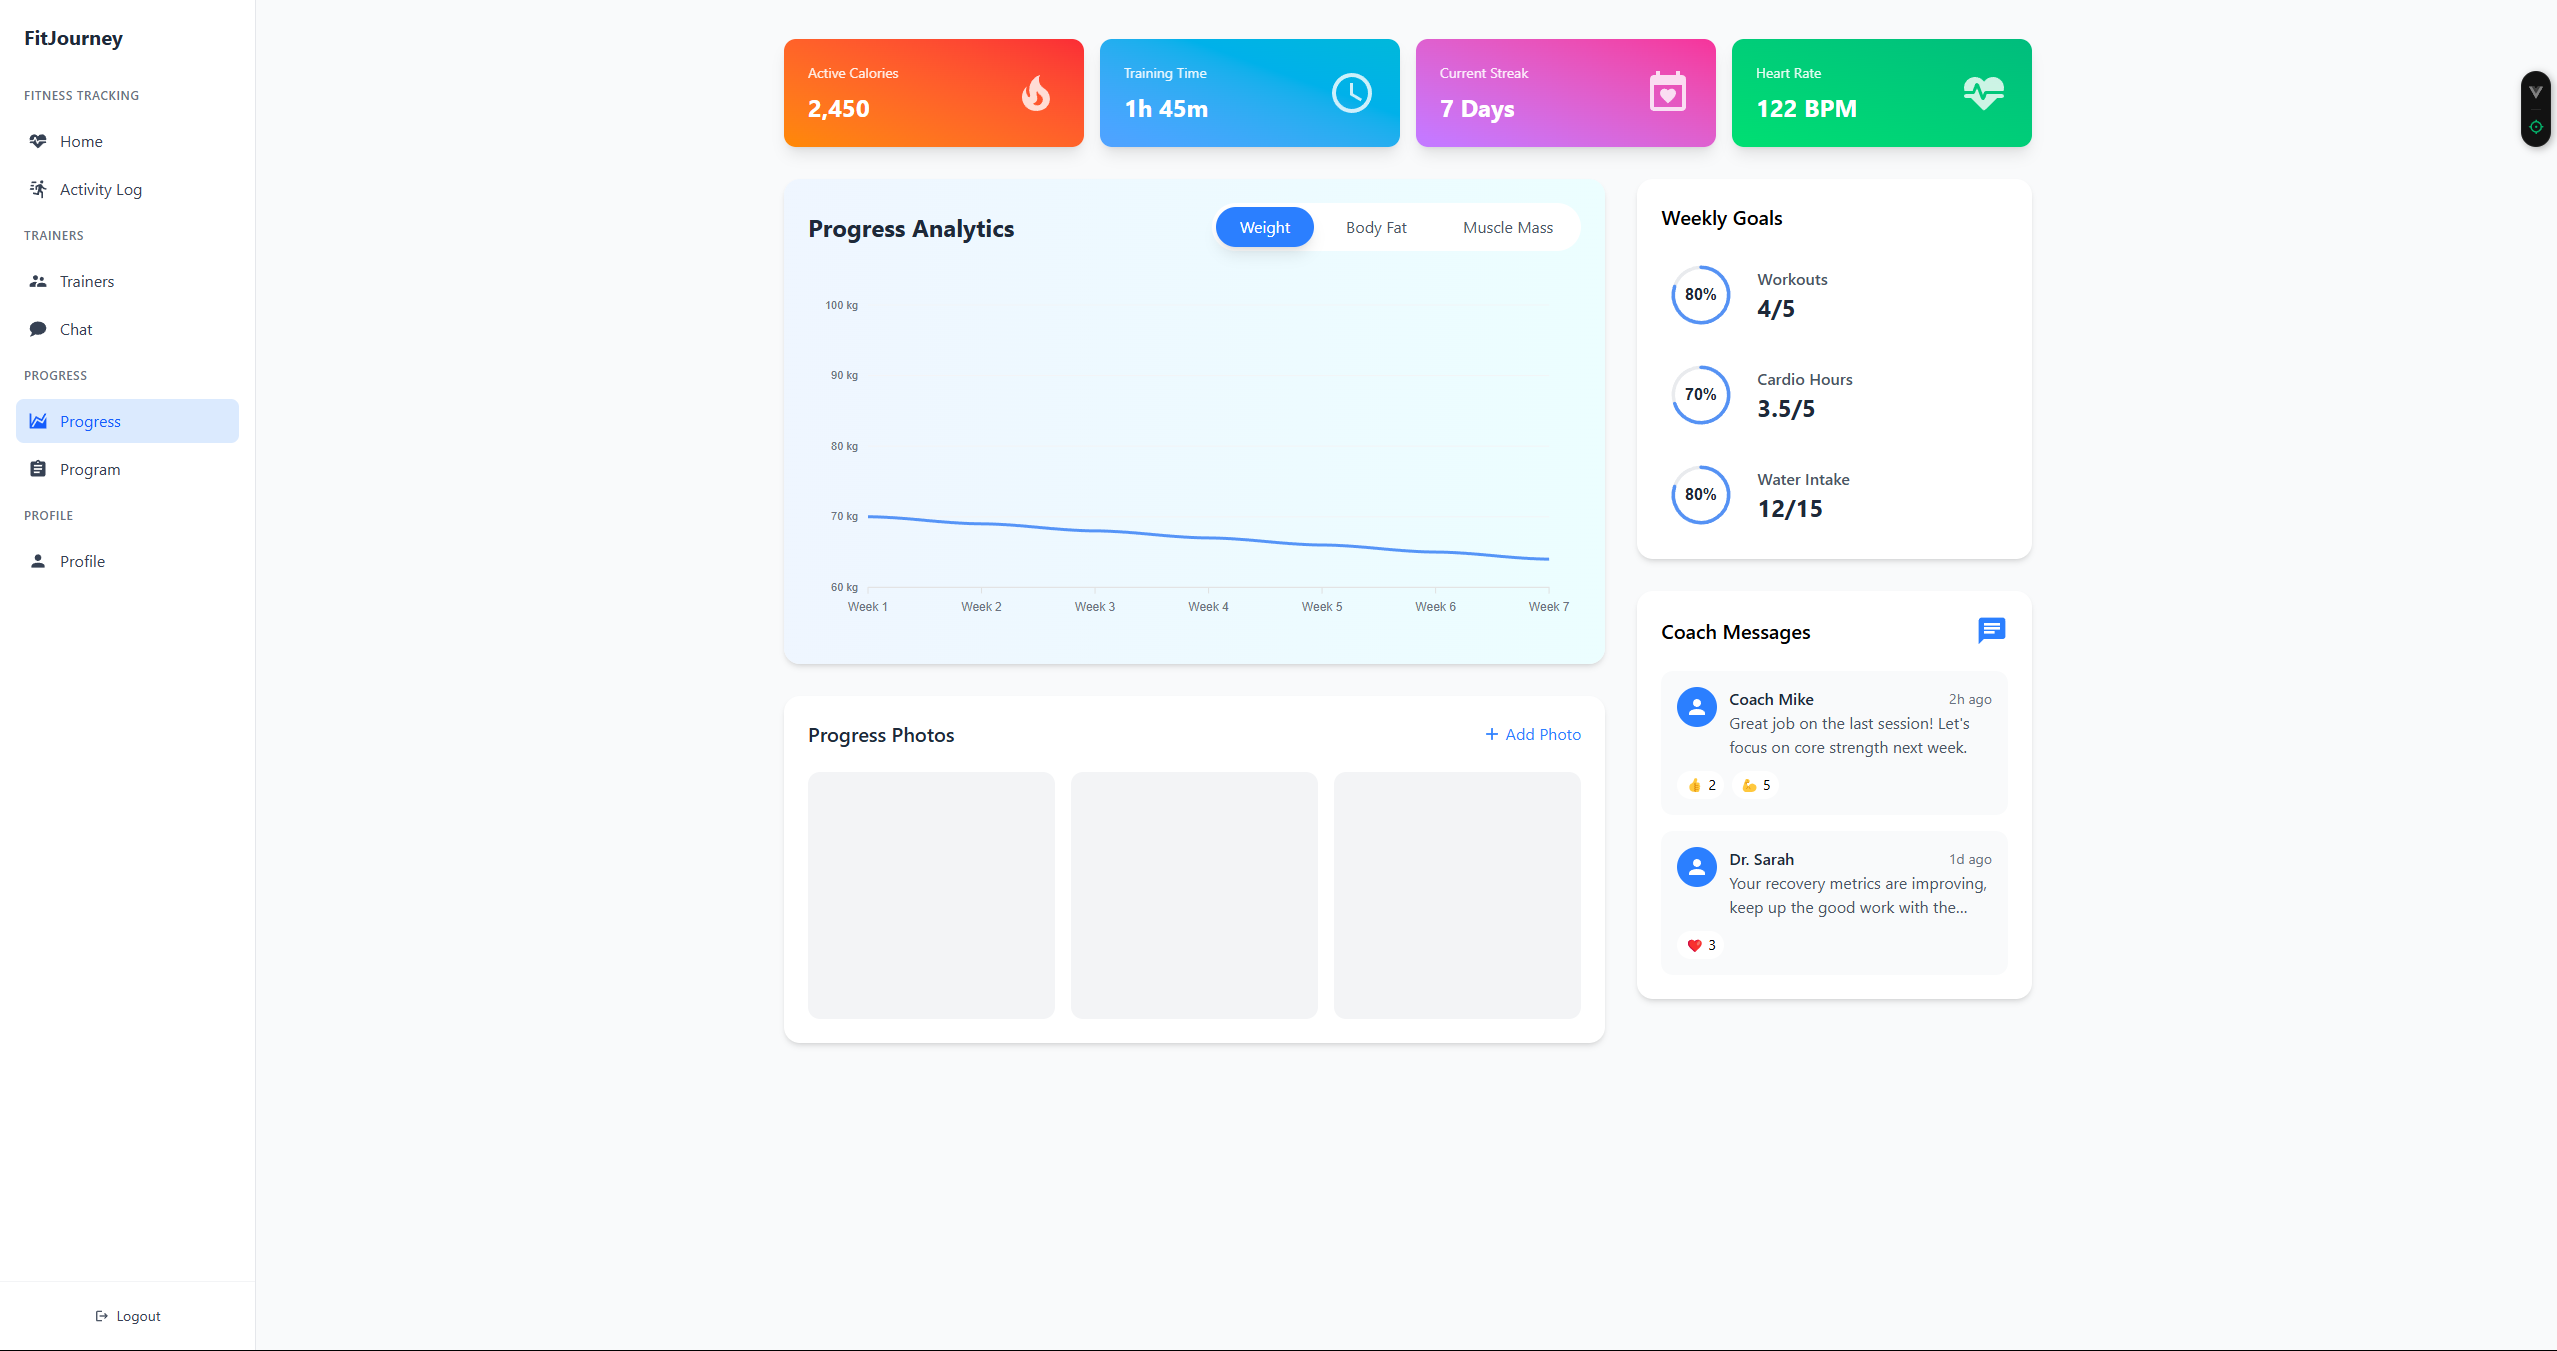 FitJourney
FITNESS TRACKING
Home
Activity Log
TRAINERS
Trainers
Chat
PROGRESS
Progress
Program
PROFILE
Profile
Logout
Active Calories
2,450
Training Time
1h 45m
Current Streak
7 Days
Heart Rate
122 BPM
Progress Analytics
Weight
Body Fat
Muscle Mass
100 kg
90 kg
80 kg
70 kg
60 kg
Week 1
Week 2
Week 3
Week 4
Week 5
Week 6
Week 7
Progress Photos
+ Add Photo
Weekly Goals
80%
Workouts
4/5
70%
Cardio Hours
3.5/5
80%
Water Intake
12/15
Coach Messages
Coach Mike
2h ago
Great job on the last session! Let's
focus on core strength next week.
👍 2
💪 5
Dr. Sarah
1d ago
Your recovery metrics are improving,
keep up the good work with the...
❤️ 3